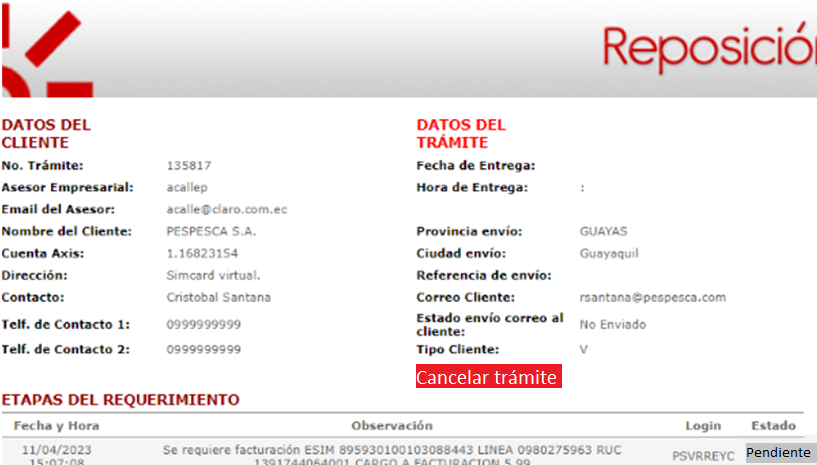 Reposición
DATOS DEL
CLIENTE
No. Trámite: 135817
Asesor Empresarial: acallep
Email del Asesor: acalle@claro.com.ec
Nombre del Cliente: PESPESCA S.A.
Cuenta Axis: 1.16823154
Dirección: Simcard virtual.
Contacto: Cristobal Santana
Telf. de Contacto 1: 0999999999
Telf. de Contacto 2: 0999999999
DATOS DEL
TRÁMITE
Fecha de Entrega:
Hora de Entrega: :
Provincia envío: GUAYAS
Ciudad envío: Guayaquil
Referencia de envío:
Correo Cliente: rsantana@pespesca.com
Estado envío correo al
cliente: No Enviado
Tipo Cliente: V
Cancelar trámite
ETAPAS DEL REQUERIMIENTO
Fecha y Hora Observación Login Estado
11/04/2023 Se requiere facturación ESIM 895930100103088443 LINEA 0980275963 RUC PSVRREYC Pendiente
15:07:08 1391744064001 CARGO A FACTURACION 5.99